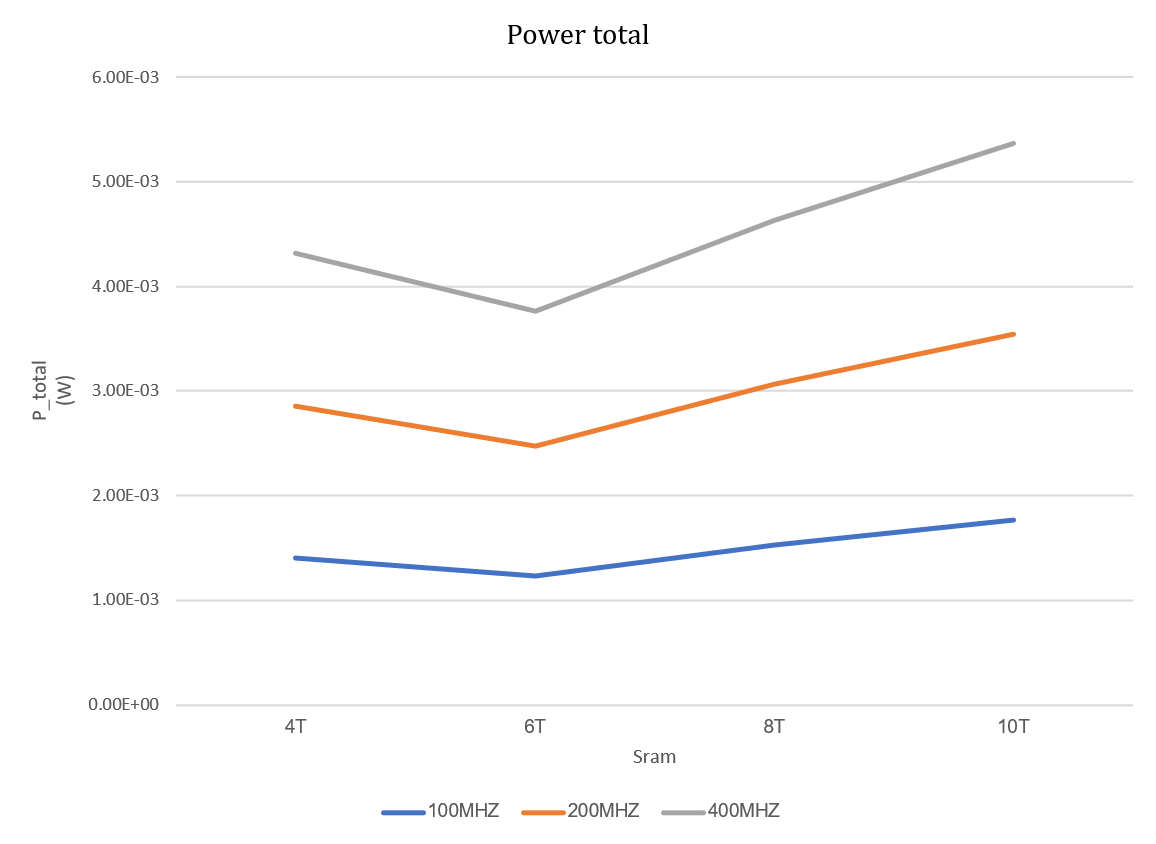 Power total
6.00E-03
5.00E-03
4.00E-03
3.00E-03
2.00E-03
1.00E-03
0.00E+00
P_total
(W)
4T 6T 8T 10T
Sram
100MHZ 200MHZ 400MHZ